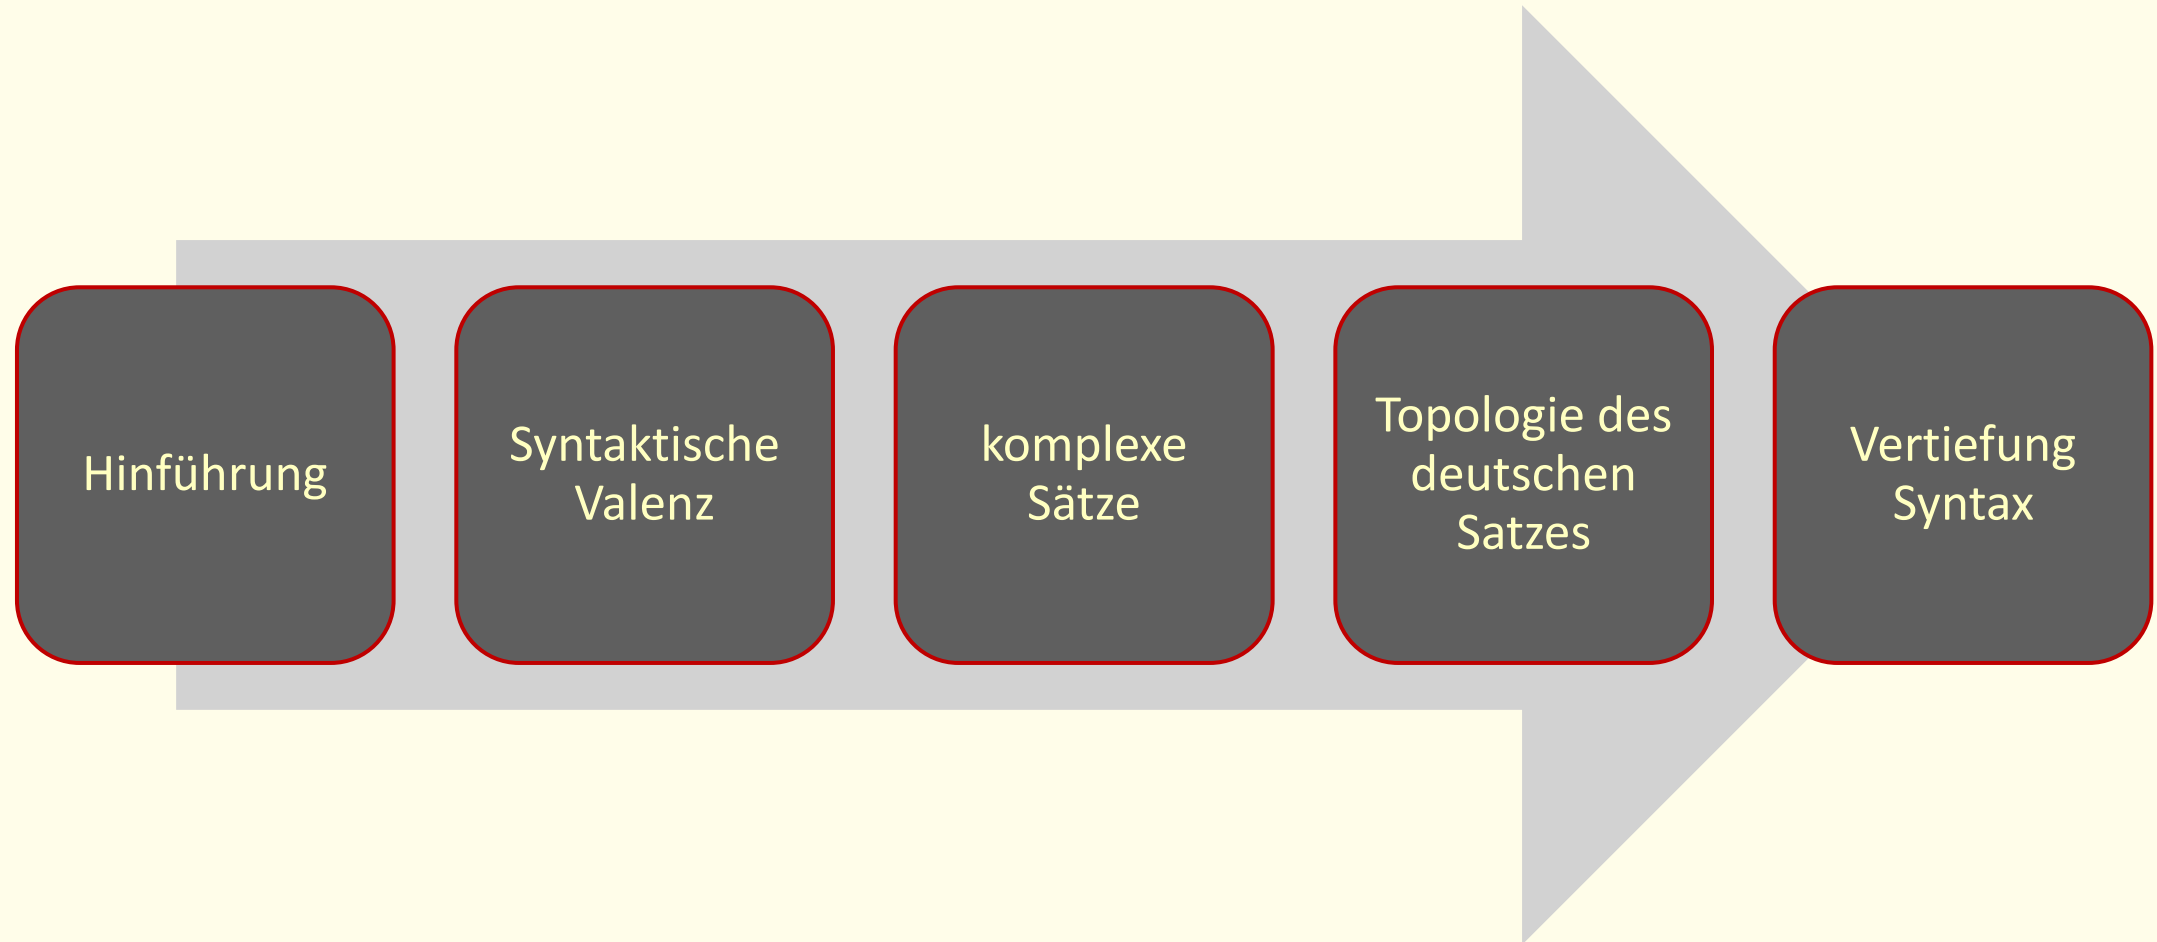 Hinführung
Syntaktische
Valenz
komplexe
Sätze
Topologie des
deutschen
Satzes
Vertiefung
Syntax